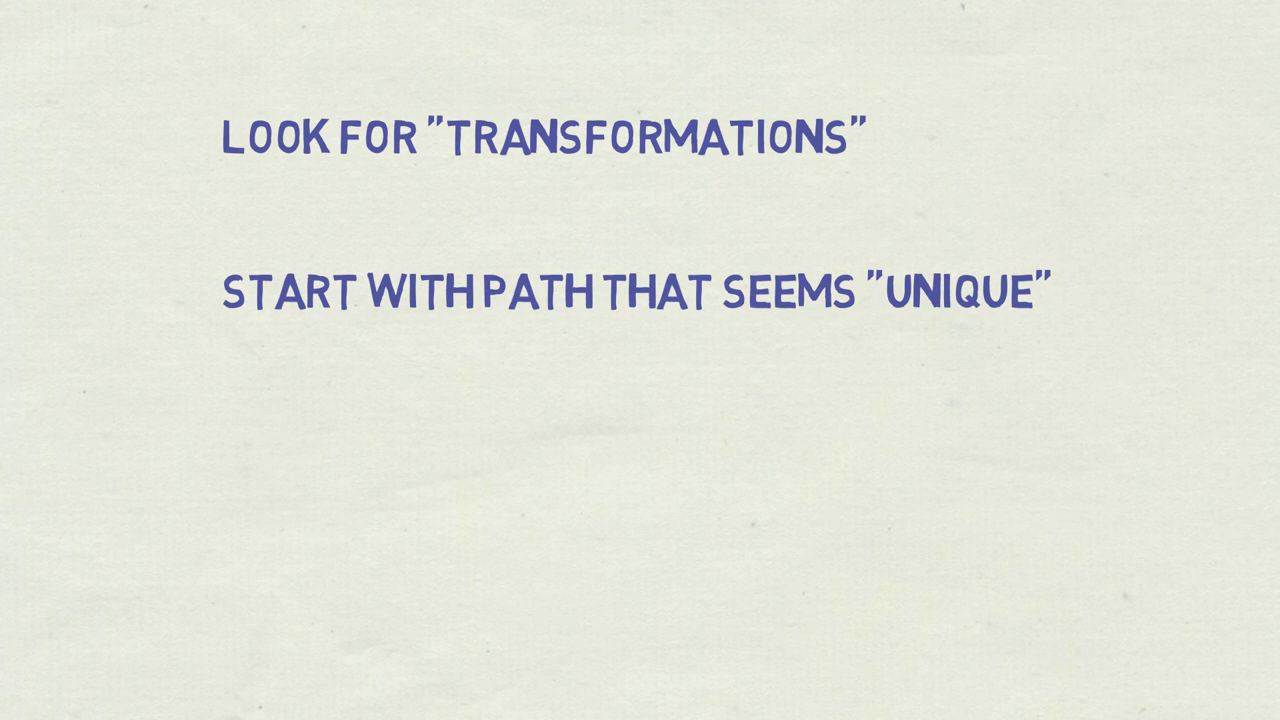 LOOK FOR "TRANSFORMATIONS"
START WITH PATH THAT SEEMS "UNIQUE"